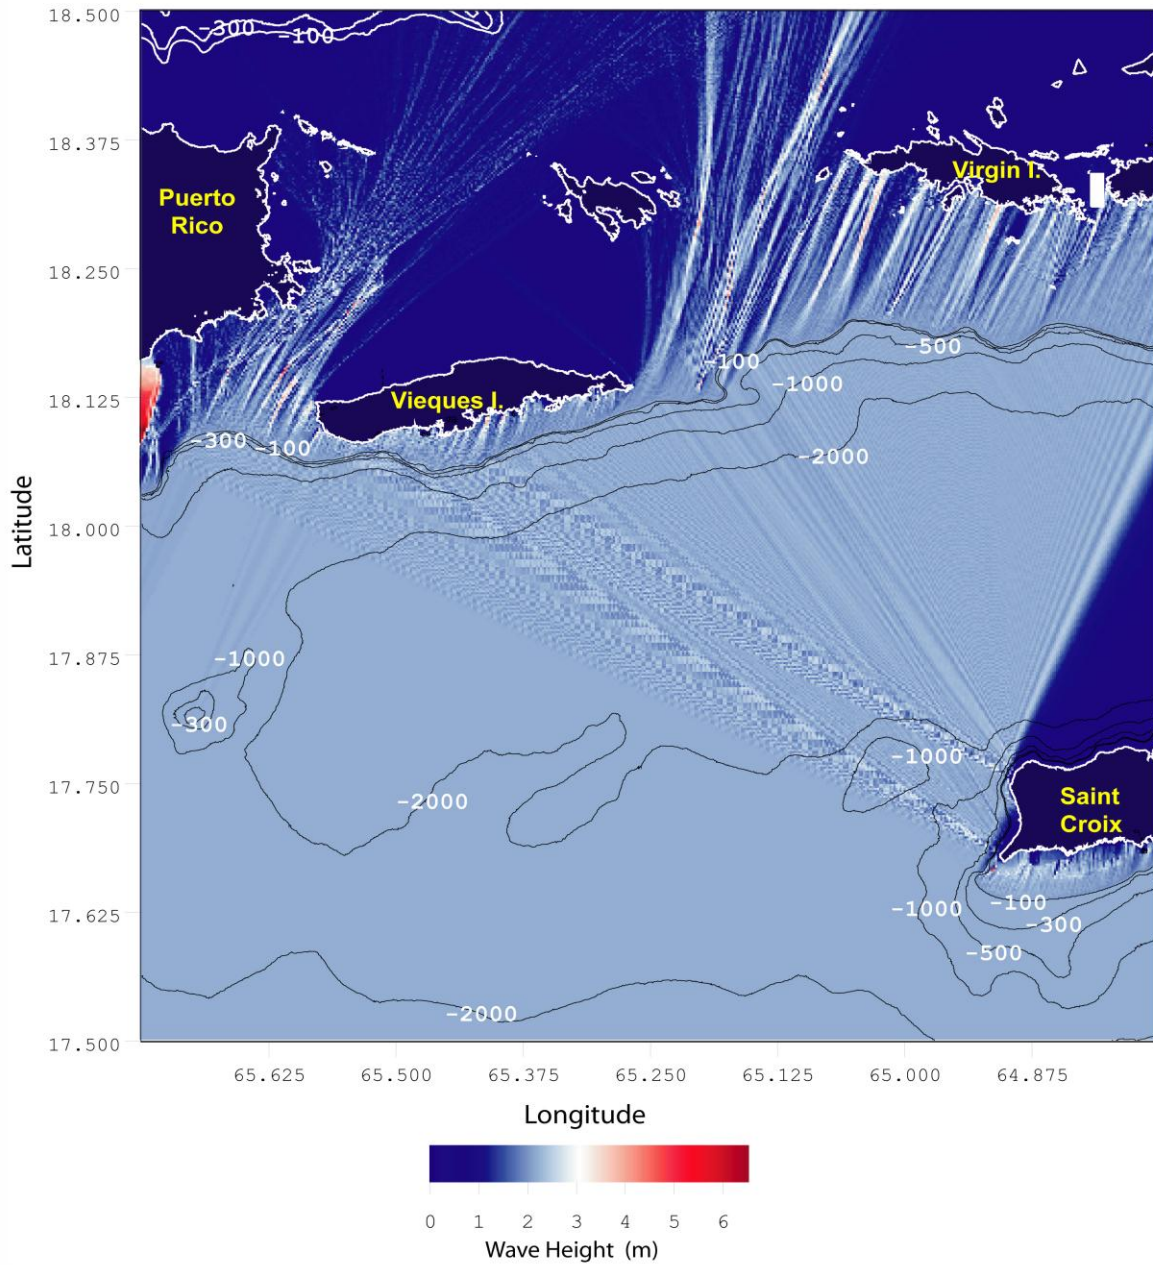 18.500
-300
-100
18.375
Puerto
Rico
Virgin I.
18.250
-500
-100
-1000
18.125
Vieques I.
-300
-100
-2000
Latitude
18.000
17.875
-1000
-300
-1000
17.750
-2000
Saint
Croix
17.625
-1000
-100
-300
-500
-2000
17.500
65.625 65.500 65.375 65.250 65.125 65.000 64.875
Longitude
0 1 2 3 4 5 6
Wave Height (m)